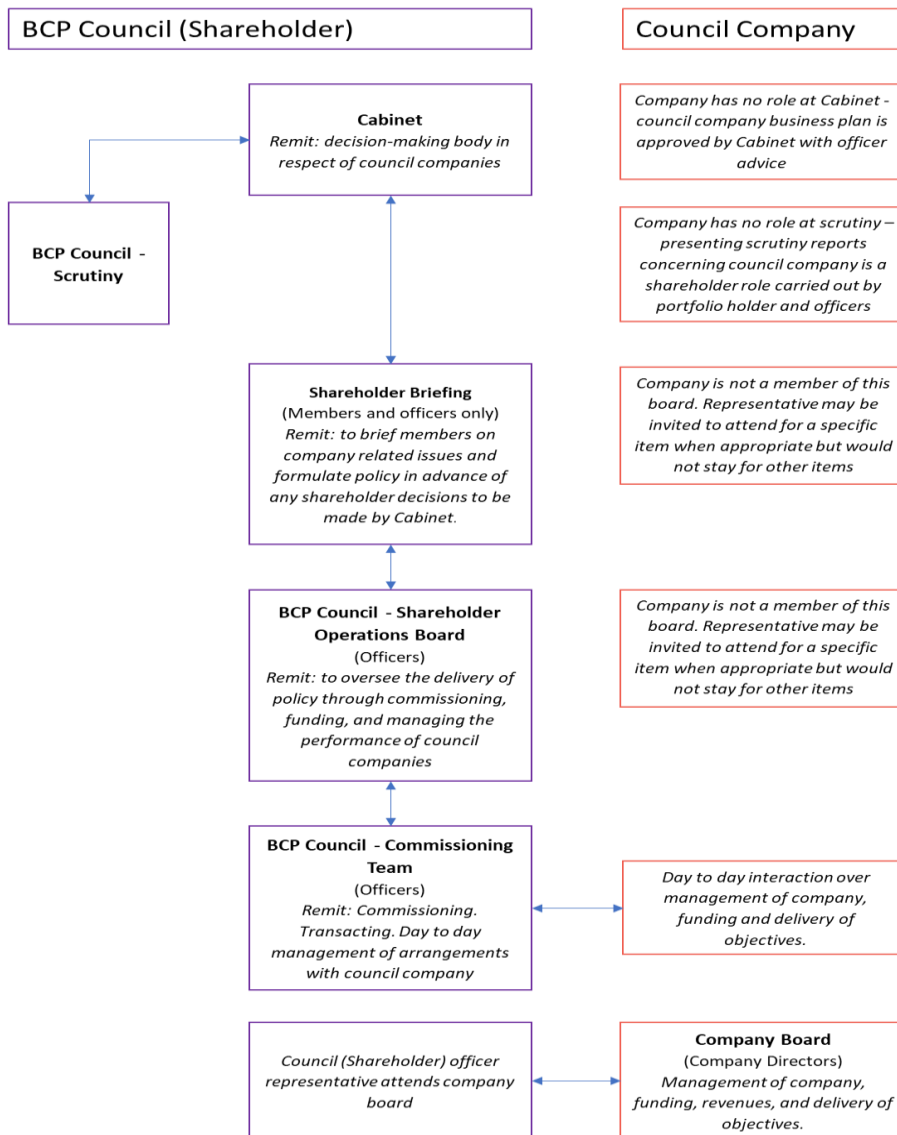 BCP Council (Shareholder)
Council Company
Cabinet
Remit: decision-making body in
respect of council companies
Company has no role at Cabinet -
council company business plan is
approved by Cabinet with officer
advice
BCP Council -
Scrutiny
Company has no role at scrutiny –
presenting scrutiny reports
concerning council company is a
shareholder role carried out by
portfolio holder and officers
Shareholder Briefing
(Members and officers only)
Remit: to brief members on
company related issues and
formulate policy in advance of
any shareholder decisions to be
made by Cabinet.
Company is not a member of this
board. Representative may be
invited to attend for a specific
item when appropriate but would
not stay for other items
BCP Council - Shareholder
Operations Board
(Officers)
Remit: to oversee the delivery of
policy through commissioning,
funding, and managing the
performance of council
companies
Company is not a member of this
board. Representative may be
invited to attend for a specific
item when appropriate but would
not stay for other items
BCP Council - Commissioning
Team
(Officers)
Remit: Commissioning.
Transacting. Day to day
management of arrangements
with council company
Day to day interaction over
management of company,
funding and delivery of
objectives.
Council (Shareholder) officer
representative attends company
board
Company Board
(Company Directors)
Management of company,
funding, revenues, and delivery of
objectives.